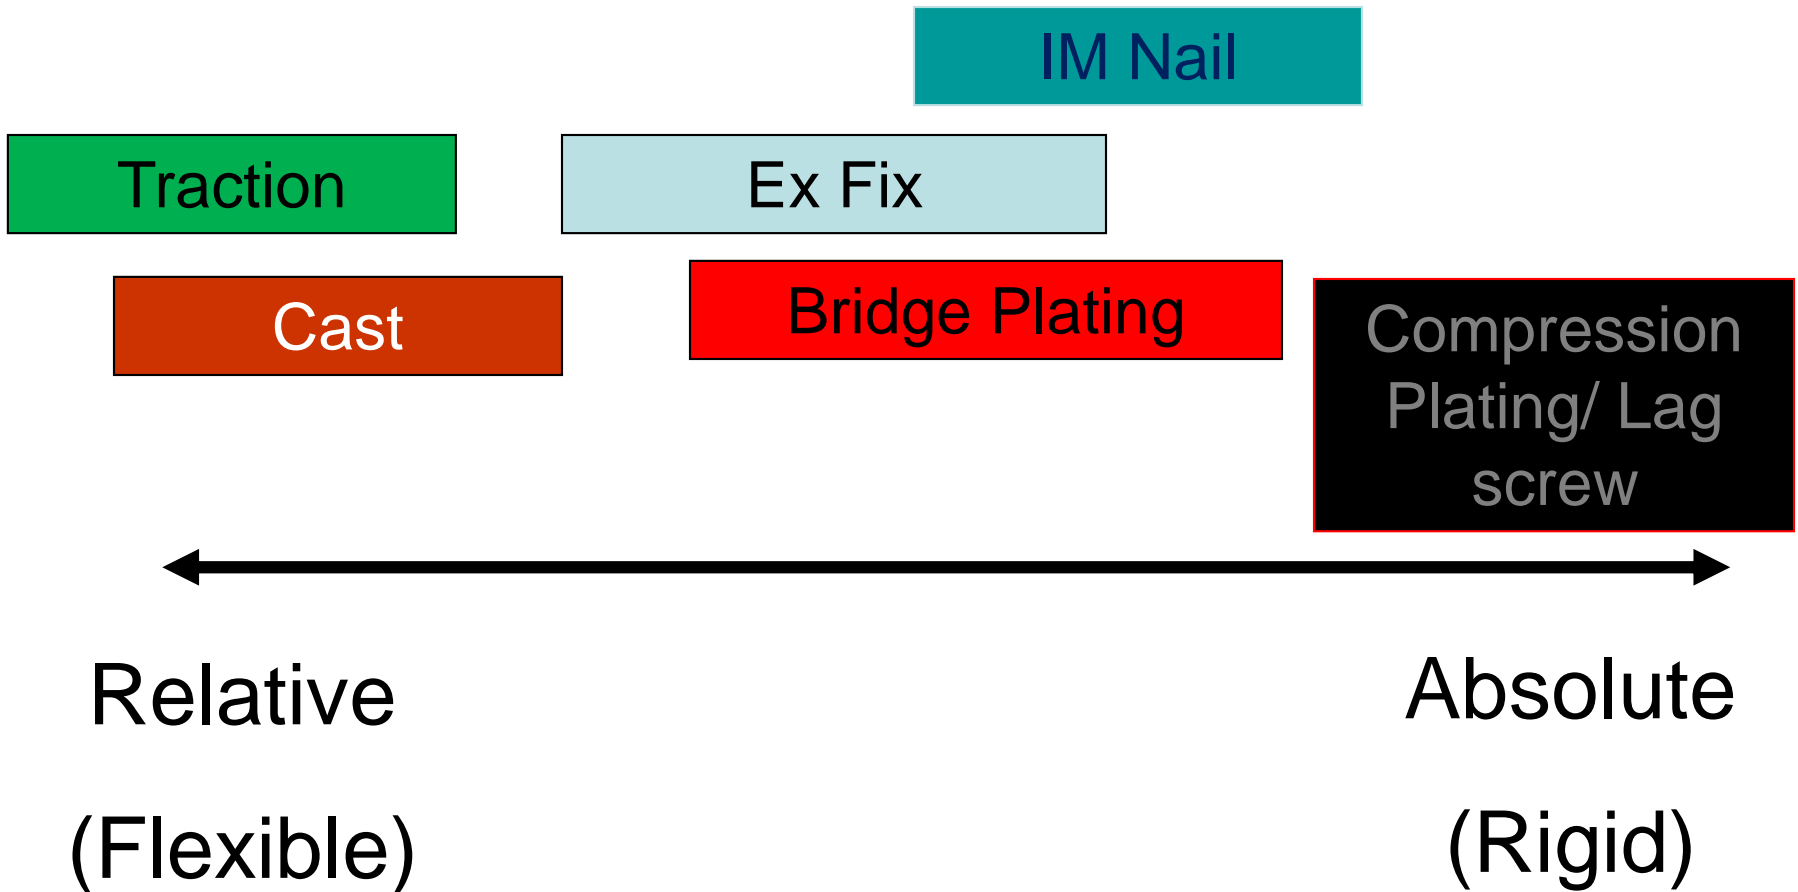 IM Nail
Traction
Ex Fix
Cast
Bridge Plating
Compression
Plating/ Lag
screw
Relative
(Flexible)
Absolute
(Rigid)